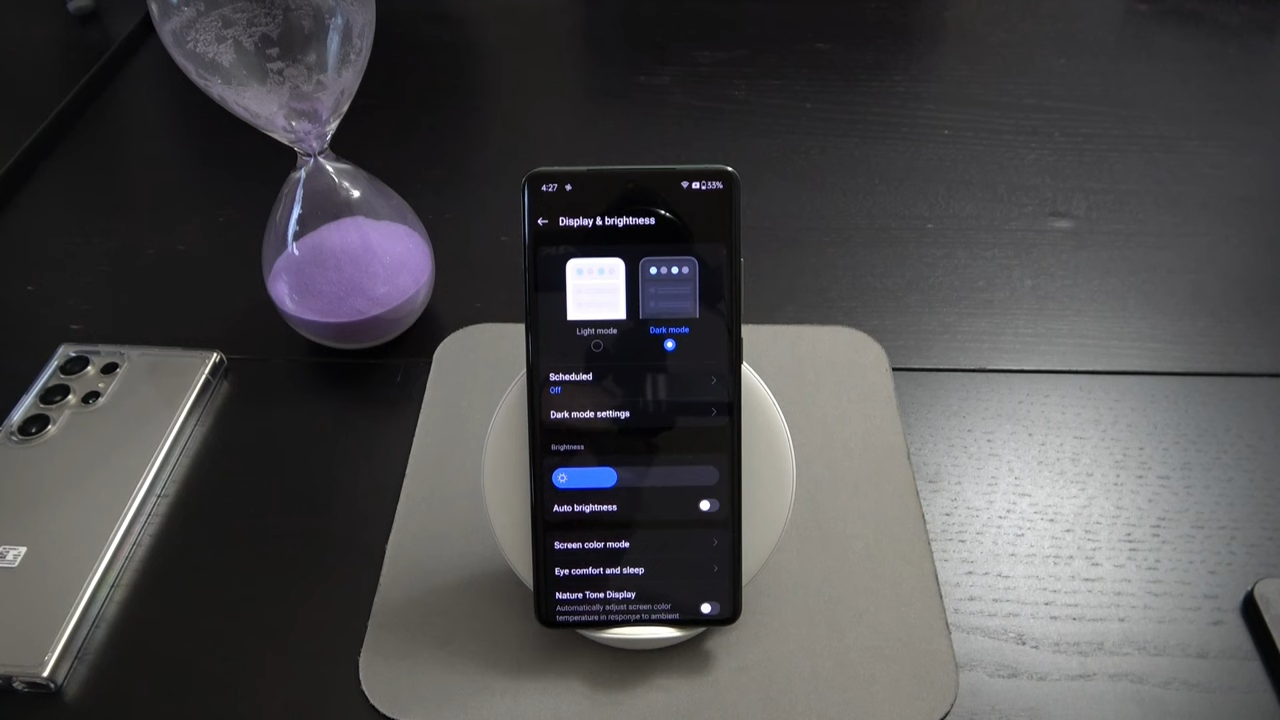 4:27 33%
Display & brightness
Light mode Dark mode
Scheduled
Off
Dark mode settings
Brightness
Auto brightness
Screen color mode
Eye comfort and sleep
Nature Tone Display
Automatically adjust screen color
temperature in response to ambient